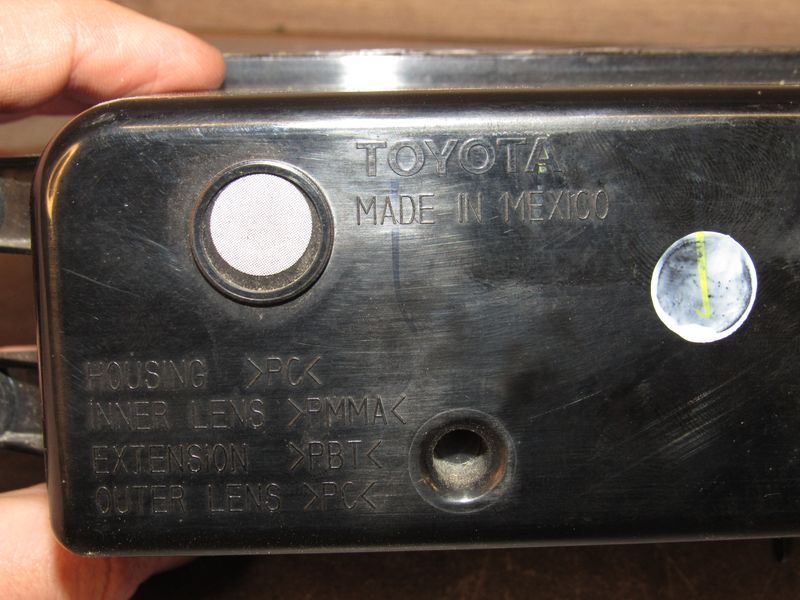 TOYOTA
MADE IN MEXICO
HOUSING >PC<
INNER LENS >PMMA<
EXTENSION >PBT<
OUTER LENS >PC<